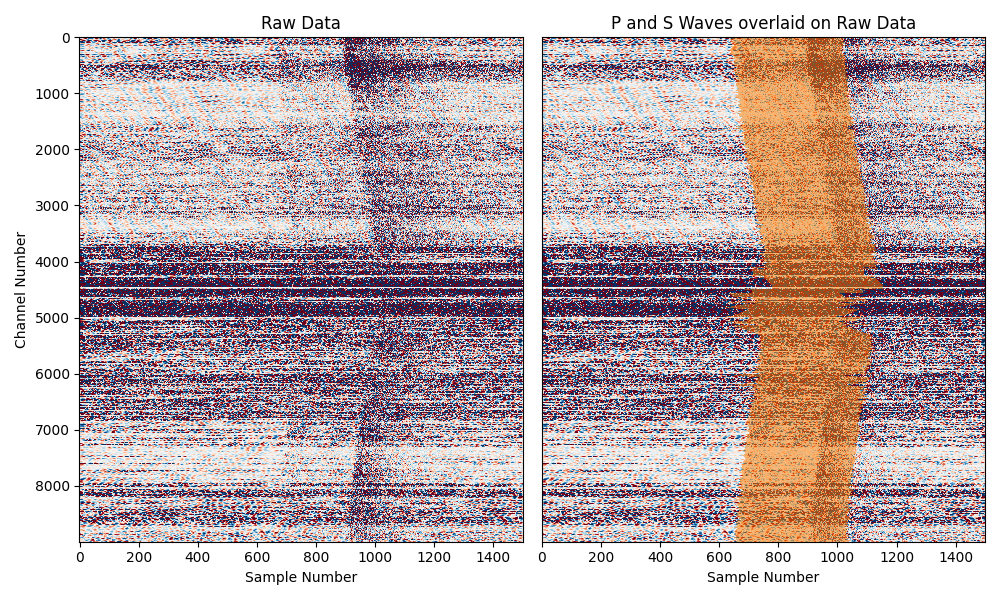 Raw Data
P and S Waves overlaid on Raw Data
Channel Number
0
1000
2000
3000
4000
5000
6000
7000
8000
0 200 400 600 800 1000 1200 1400
0 200 400 600 800 1000 1200 1400
Sample Number
Sample Number